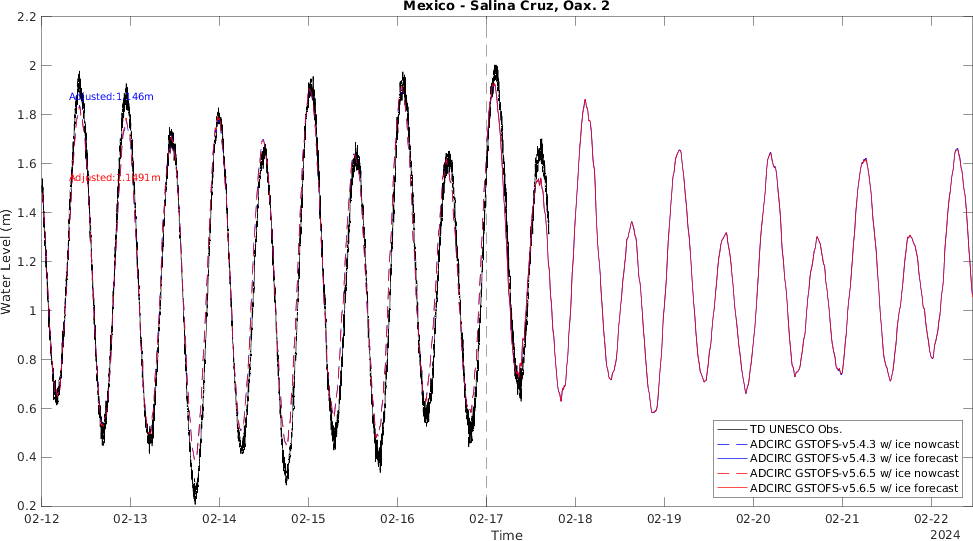 Mexico - Salina Cruz, Oax. 2
2.2
2
1.8
1.6
1.4
1.2
1
0.8
0.6
0.4
0.2
Water Level (m)
Adjusted:1.146m
Adjusted:1.1491m
TD UNESCO Obs.
ADCIRC GSTOFS-v5.4.3 w/ ice nowcast
ADCIRC GSTOFS-v5.4.3 w/ ice forecast
ADCIRC GSTOFS-v5.6.5 w/ ice nowcast
ADCIRC GSTOFS-v5.6.5 w/ ice forecast
02-12 02-13 02-14 02-15 02-16 02-17 02-18 02-19 02-20 02-21 02-22
Time
2024